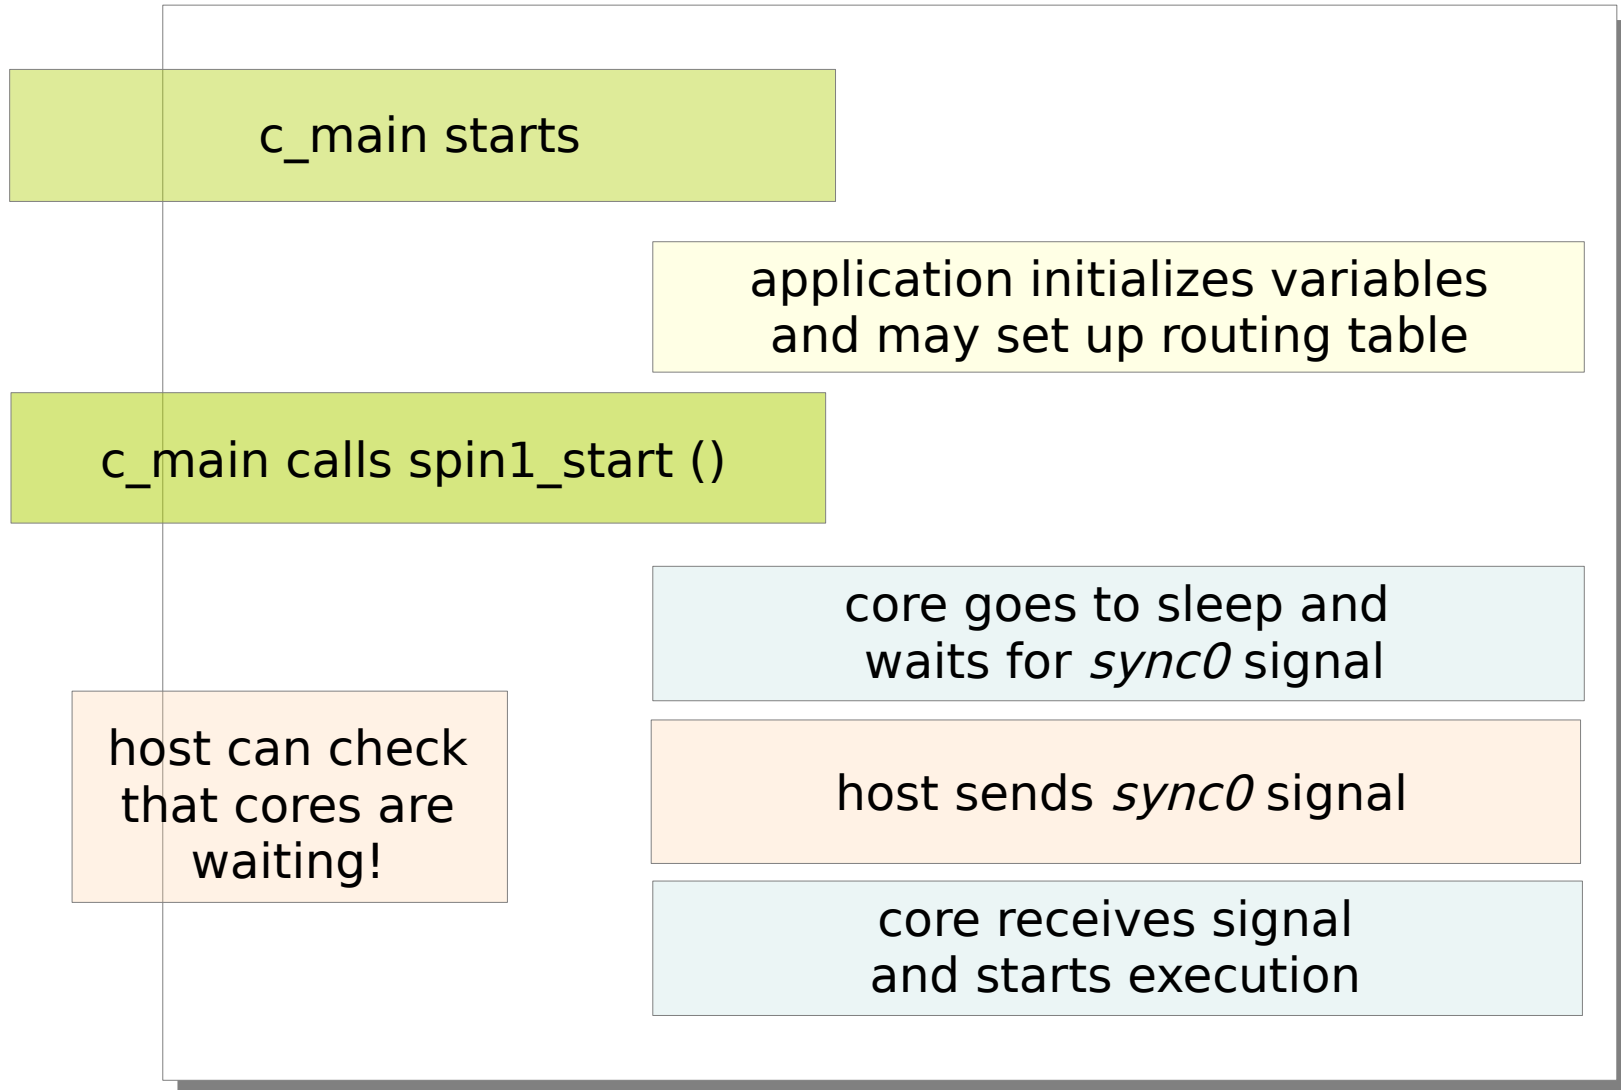 c_main starts
application initializes variables
and may set up routing table
c_main calls spin1_start ()
core goes to sleep and
waits for sync0 signal
host can check
that cores are
waiting!
host sends sync0 signal
core receives signal
and starts execution